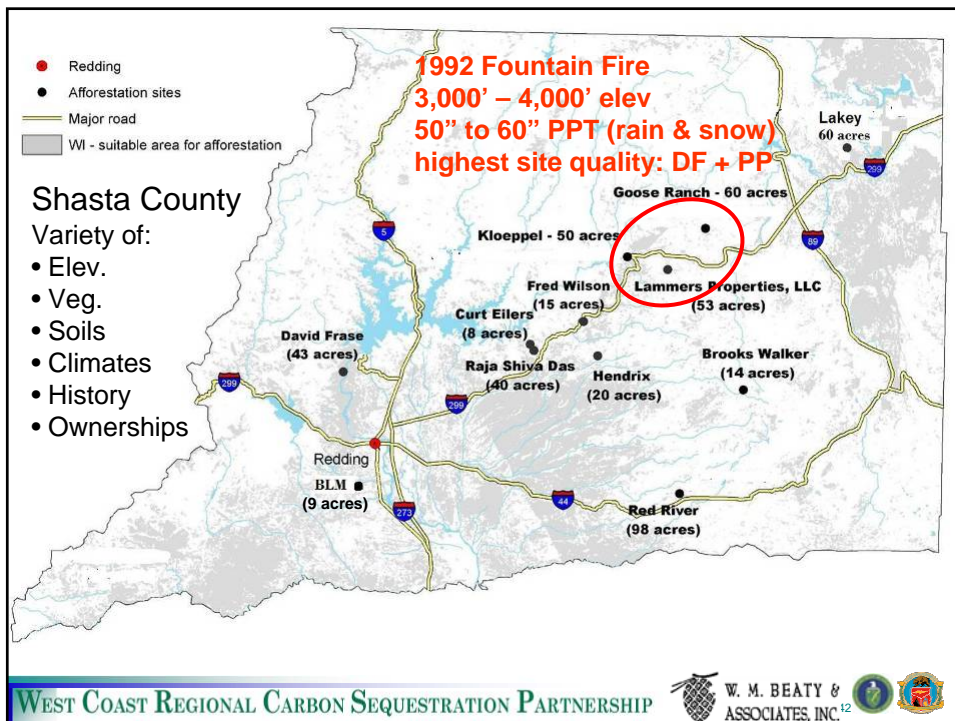 1992 Fountain Fire
3,000' – 4,000' elev
50" to 60" PPT (rain & snow)
highest site quality: DF + PP
Redding
Afforestation sites
Major road
WI - suitable area for afforestation
Shasta County
Variety of:
• Elev.
• Veg.
• Soils
• Climates
• History
• Ownerships
Lakey
60 acres
299
Goose Ranch - 60 acres
5
89
Kloeppel - 50 acres
Lammers Properties, LLC
(53 acres)
Fred Wilson
(15 acres)
Curt Eilers
(8 acres)
David Frase
(43 acres)
Raja Shiva Das
(40 acres)
Hendrix
(20 acres)
Brooks Walker
(14 acres)
299
299
Redding
BLM
(9 acres)
273
44
Red River
(98 acres)
WEST COAST REGIONAL CARBON SEQUESTRATION PARTNERSHIP
W. M. BEATY &
ASSOCIATES, INC.
42